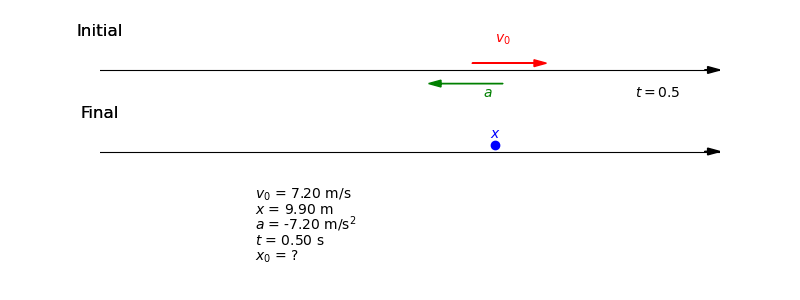 Initial
v₀
a
t = 0.5
Final
x
v₀ = 7.20 m/s
x = 9.90 m
a = -7.20 m/s²
t = 0.50 s
x₀ = ?